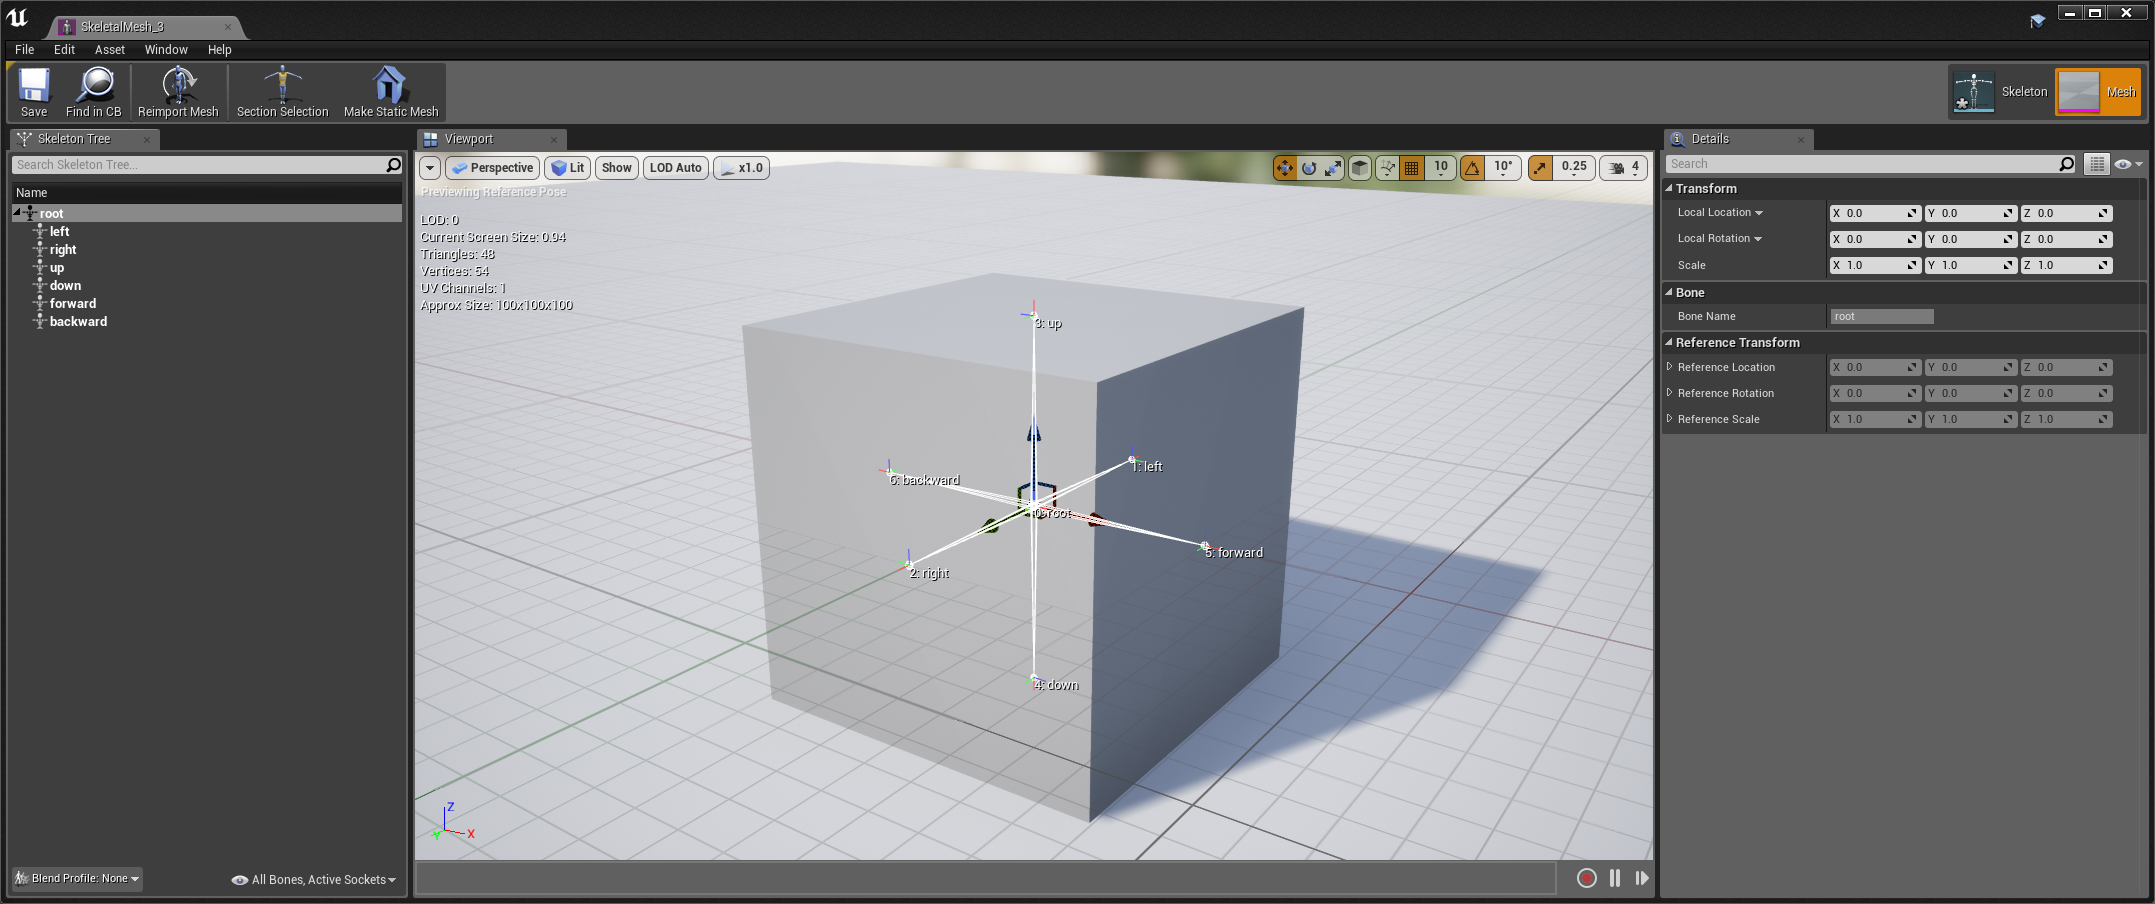 SkeletalMesh_3
File Edit Asset Window Help
Save Find in CB Reimport Mesh Section Selection Make Static Mesh Skeleton Mesh
Skeleton Tree
Search Skeleton Tree...
Name
root
left
right
up
down
forward
backward
Blend Profile: None All Bones, Active Sockets
Viewport
Perspective Lit Show LOD Auto x1.0 10 10° 0.25 4
Previewing Reference Pose
LOD: 0
Current Screen Size: 0.94
Triangles: 48
Vertices: 54
UV Channels: 1
Approx Size: 100x100x100
3: up
1: left
6: backward
0: root
5: forward
2: right
4: down
Z
Y X
Details
Search
Transform
Local Location X 0.0 Y 0.0 Z 0.0
Local Rotation X 0.0 Y 0.0 Z 0.0
Scale X 1.0 Y 1.0 Z 1.0
Bone
Bone Name root
Reference Transform
Reference Location X 0.0 Y 0.0 Z 0.0
Reference Rotation X 0.0 Y 0.0 Z 0.0
Reference Scale X 1.0 Y 1.0 Z 1.0